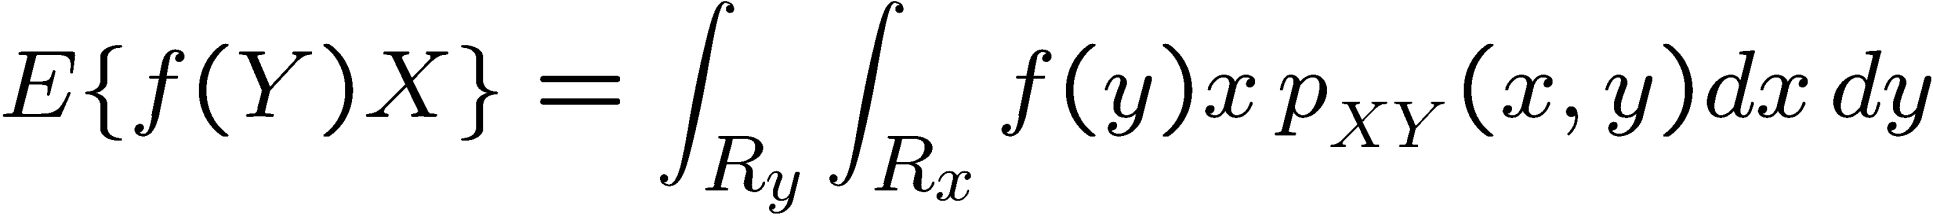 E{f(Y)X} = ∫_{R_y} ∫_{R_x} f(y)x p_{XY}(x, y)dx dy